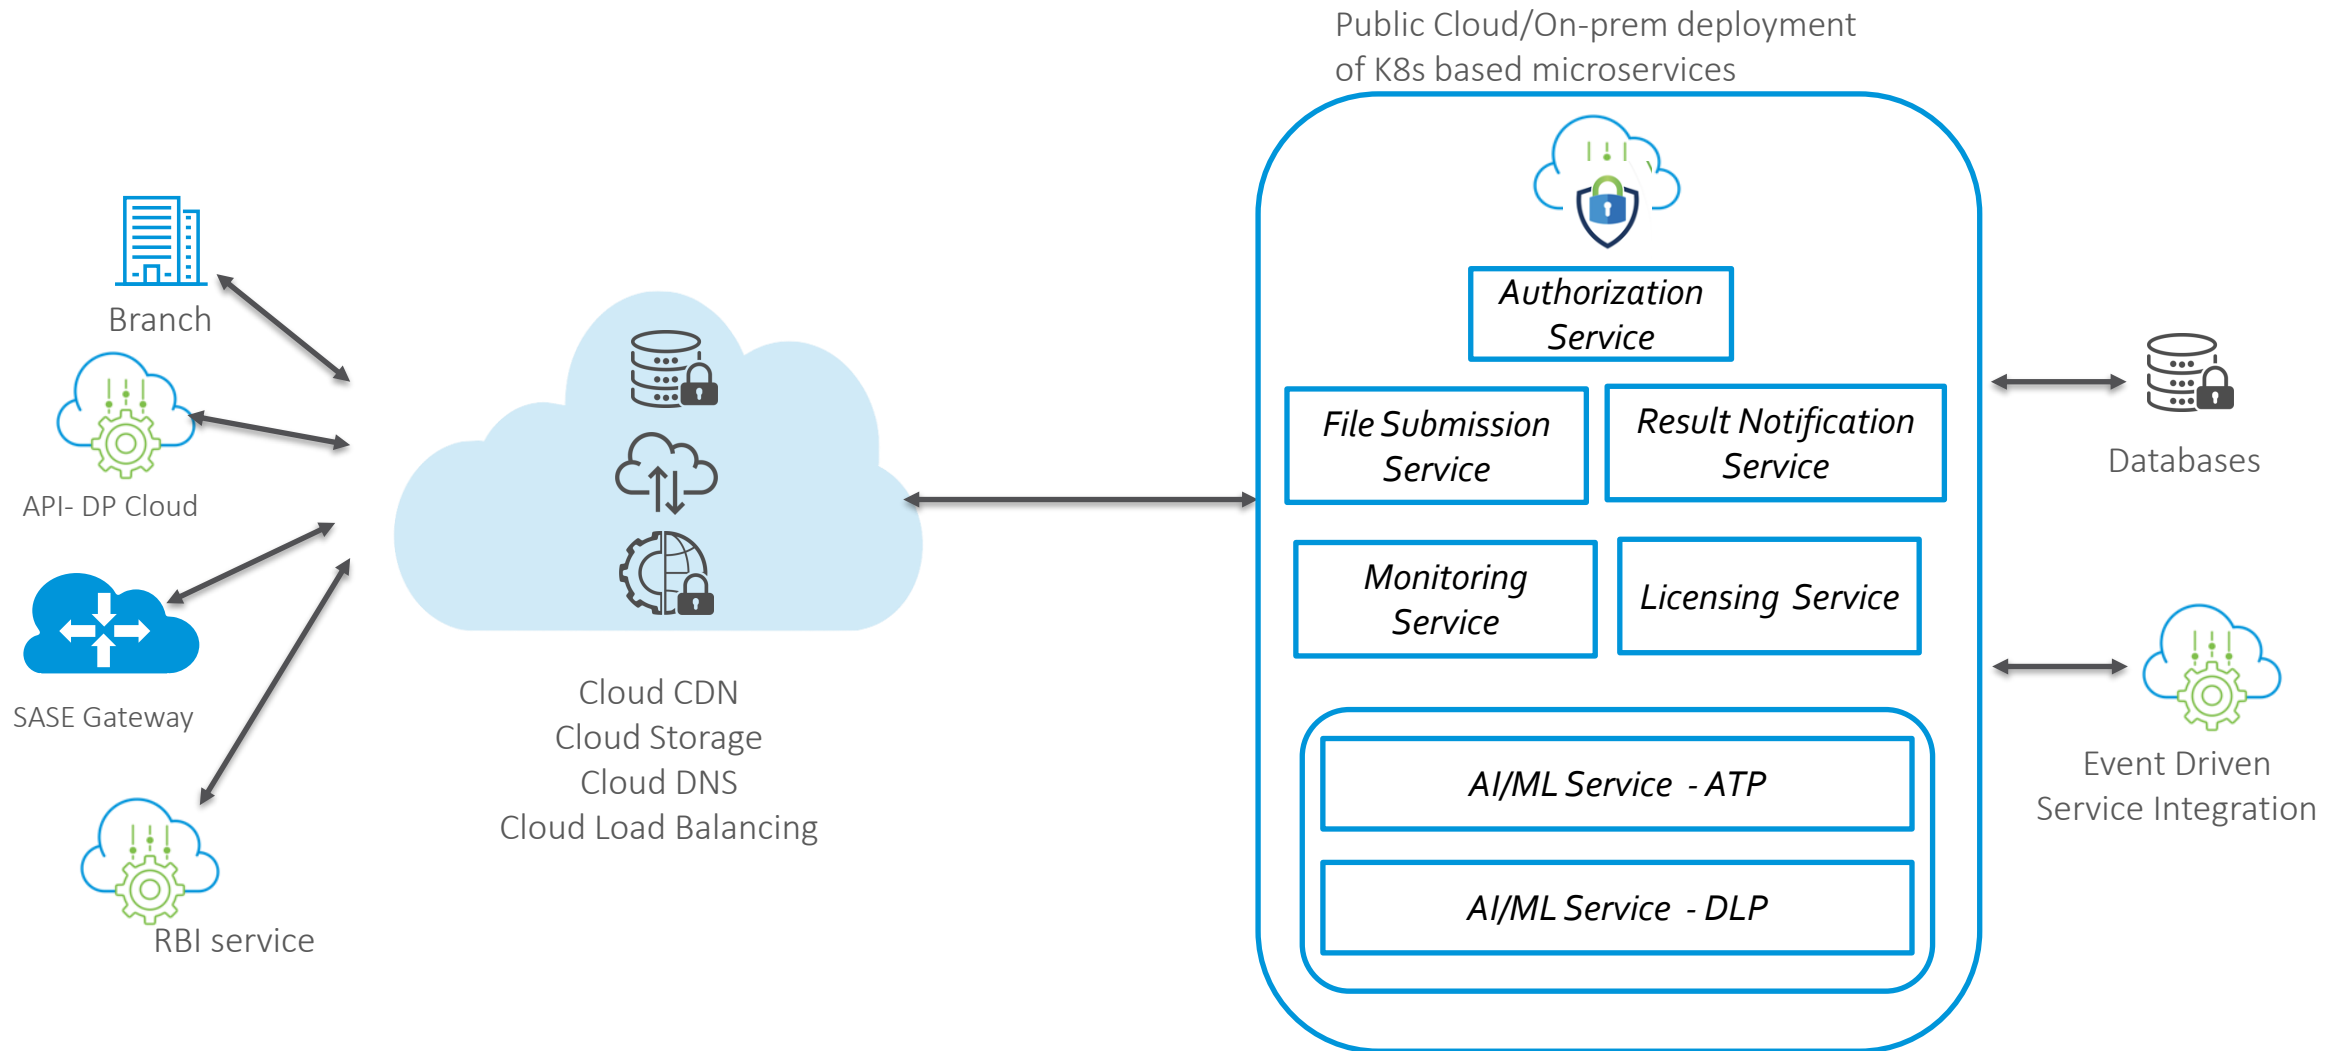 Public Cloud/On-prem deployment
of K8s based microservices
Branch
API- DP Cloud
SASE Gateway
RBI service
Cloud CDN
Cloud Storage
Cloud DNS
Cloud Load Balancing
Authorization
Service
File Submission
Service
Result Notification
Service
Monitoring
Service
Licensing Service
AI/ML Service - ATP
AI/ML Service - DLP
Databases
Event Driven
Service Integration